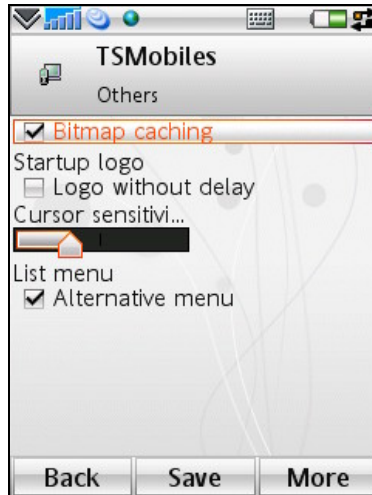 TSMobiles
Others
Bitmap caching
Startup logo
Logo without delay
Cursor sensitivi...
List menu
Alternative menu
Back Save More